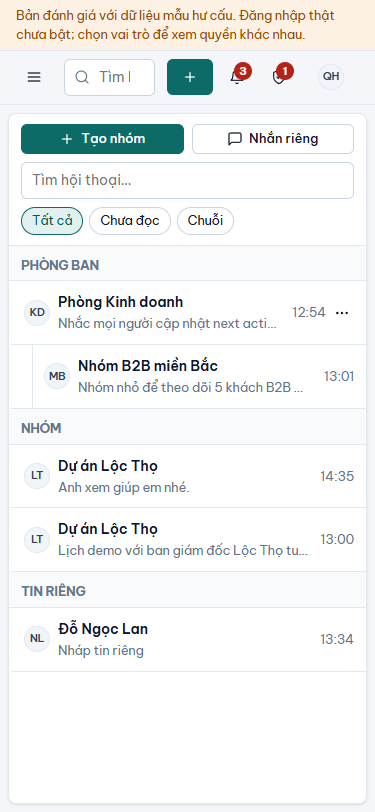 Bản đánh giá với dữ liệu mẫu hư cấu. Đăng nhập thật
chưa bật; chọn vai trò để xem quyền khác nhau.
Tìm
3
1
QH
Tạo nhóm
Nhắn riêng
Tìm hội thoại...
Tất cả
Chưa đọc
Chuỗi
PHÒNG BAN
KD
Phòng Kinh doanh
12:54
Nhắc mọi người cập nhật next acti...
MB
Nhóm B2B miền Bắc
13:01
Nhóm nhỏ để theo dõi 5 khách B2B ...
NHÓM
LT
Dự án Lộc Thọ
14:35
Anh xem giúp em nhé.
LT
Dự án Lộc Thọ
13:00
Lịch demo với ban giám đốc Lộc Thọ tu...
TIN RIÊNG
NL
Đỗ Ngọc Lan
13:34
Nháp tin riêng